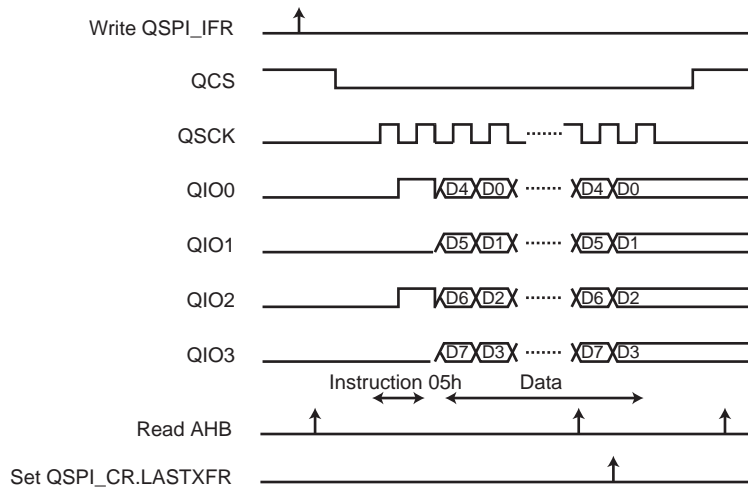 Write QSPI_IFR
QCS
QSCK
QIO0 D4 D0 D4 D0
QIO1 D5 D1 D5 D1
QIO2 D6 D2 D6 D2
QIO3 D7 D3 D7 D3
Instruction 05h Data
Read AHB
Set QSPI_CR.LASTXFR